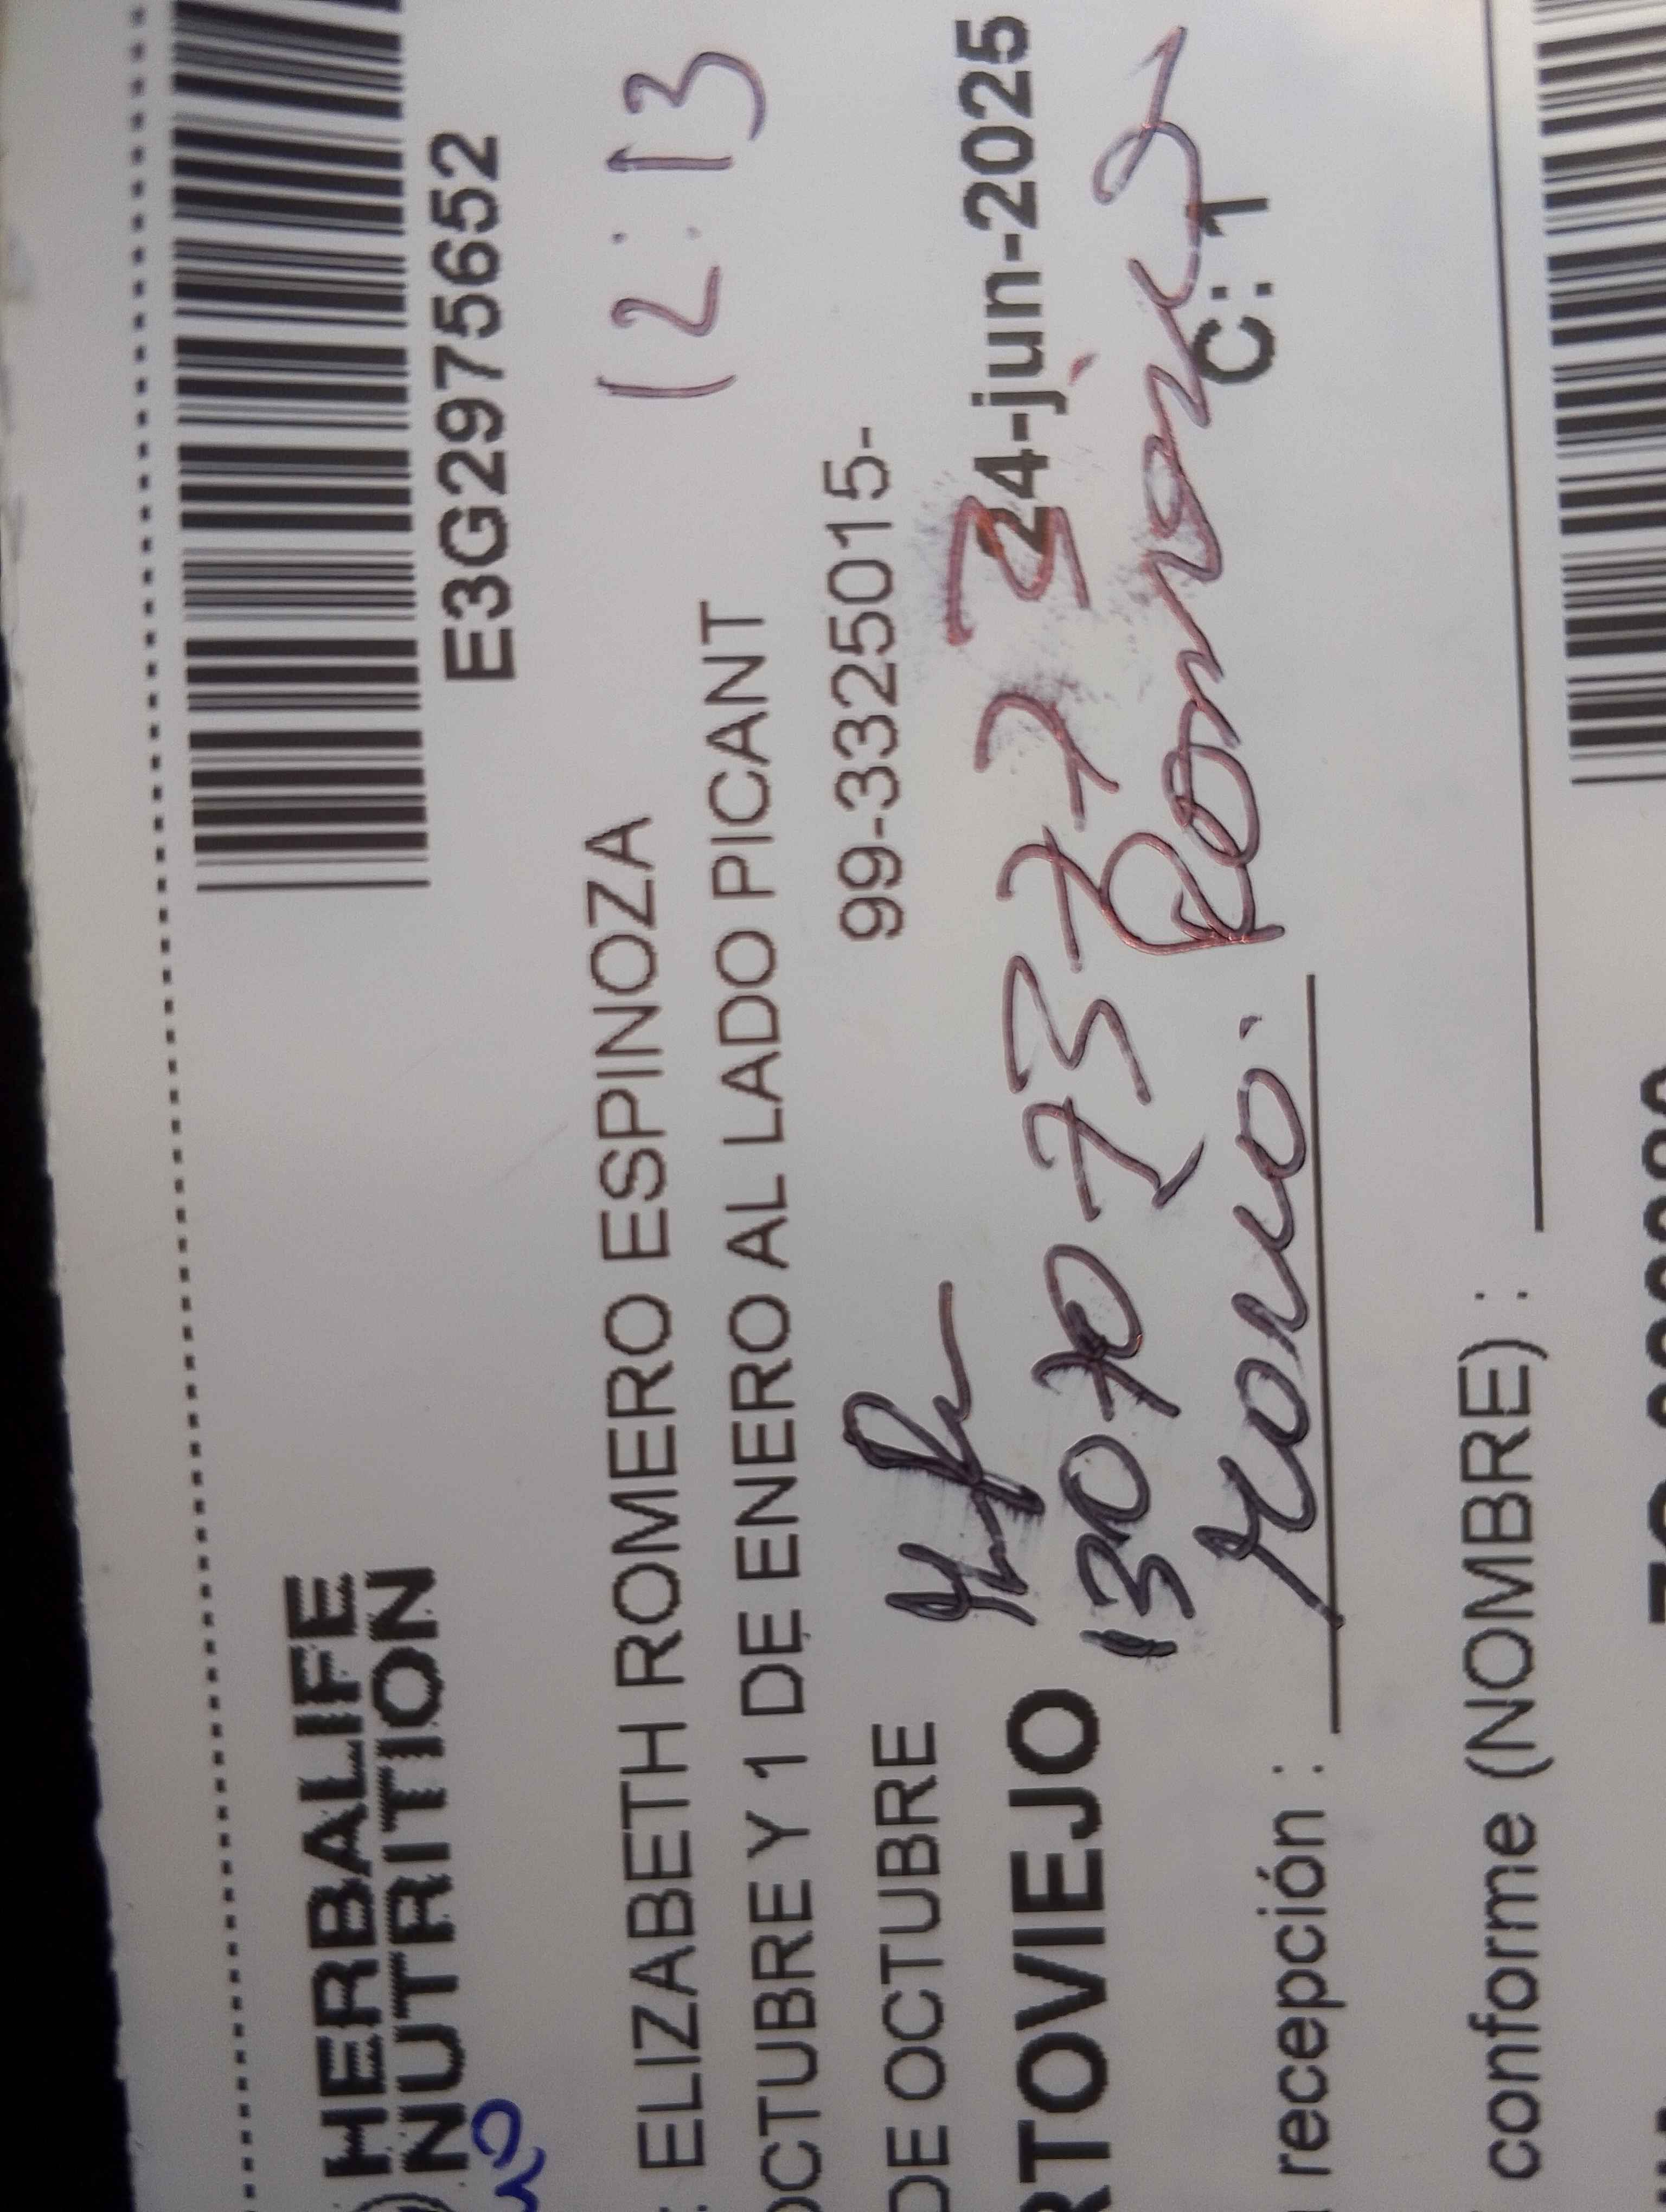 HERBALIFE
NUTRITION
E3G2975652
: ELIZABETH ROMERO ESPINOZA
12:13
OCTUBRE Y 1 DE ENERO AL LADO PICANT
DE OCTUBRE
99-3325015-
RTOVIEJO
24-jun-2025
recepción :
C: 1
conforme (NOMBRE) :